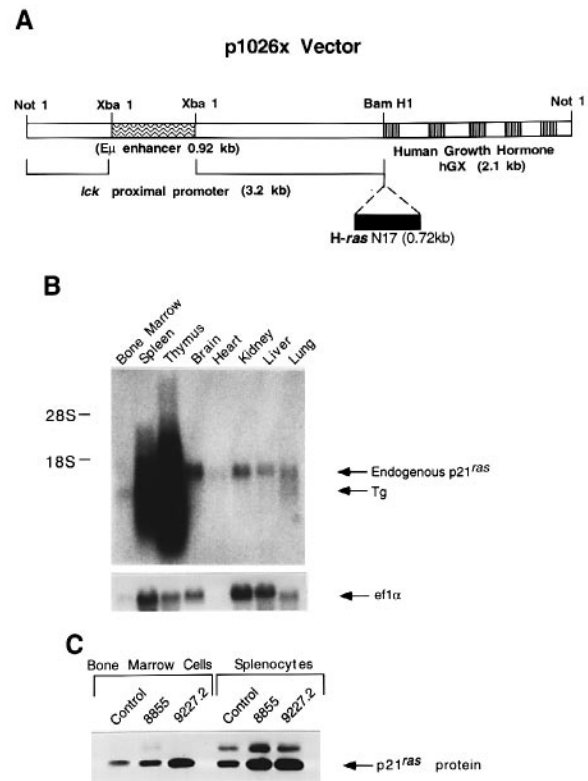 A
p1026x Vector
Not 1 Xba 1 Xba 1 Bam H1 Not 1
(Eμ enhancer 0.92 kb)
Human Growth Hormone
hGX (2.1 kb)
lck proximal promoter (3.2 kb)
H-ras N17 (0.72kb)
B
Bone Marrow
Spleen
Thymus
Brain
Heart
Kidney
Liver
Lung
28S
18S
Endogenous p21ras
Tg
ef1α
C
Bone Marrow Cells Splenocytes
Control 8855 9227.2 Control 8855 9227.2
p21ras protein